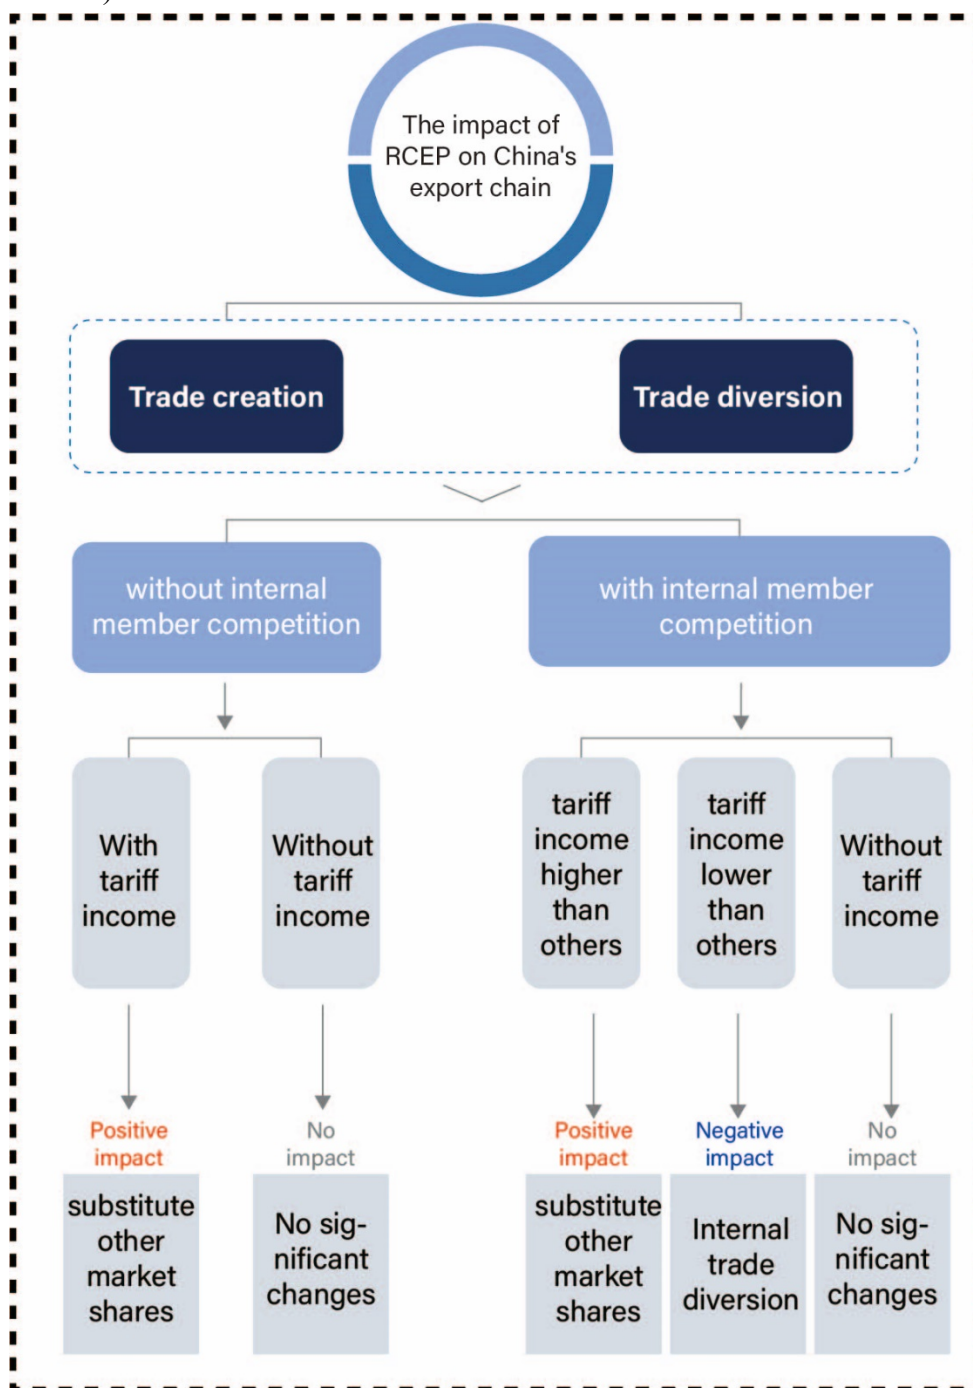 The impact of
RCEP on China's
export chain
Trade creation
Trade diversion
without internal
member competition
with internal member
competition
With
tariff
income
Without
tariff
income
tariff
income
higher
than
others
tariff
income
lower
than
others
Without
tariff
income
Positive
impact
No
impact
Positive
impact
Negative
impact
No
impact
substitute
other
market
shares
No sig-
nificant
changes
substitute
other
market
shares
Internal
trade
diversion
No sig-
nificant
changes